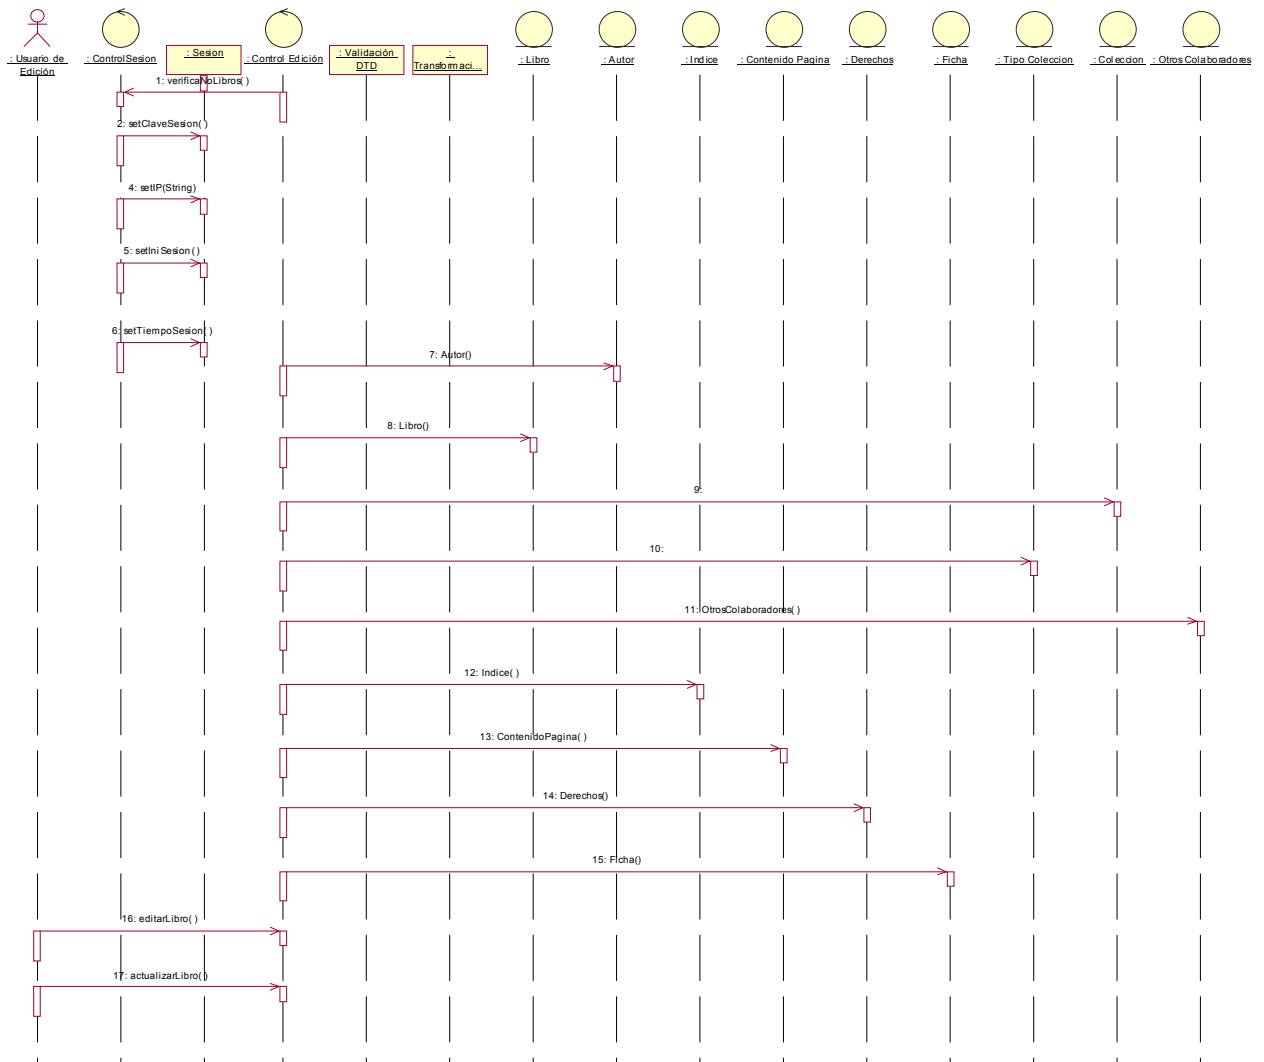 : Usuario de
Edición
: ControlSesion
: Sesion
: Control Edición
: Validación
DTD
:
Transformaci...
: Libro
: Autor
: Indice
: Contenido Pagina
: Derechos
: Ficha
: Tipo Coleccion
: Coleccion
: OtrosColaboradores
1: verificaNoLibros( )
2: setClaveSesion( )
4: setIP(String)
5: setIniSesion( )
6: setTiempoSesion( )
7: Autor()
8: Libro()
9:
10:
11: OtrosColaboradores( )
12: Indice( )
13: ContenidoPagina( )
14: Derechos()
15: Ficha()
16: editarLibro( )
17: actualizarLibro( )